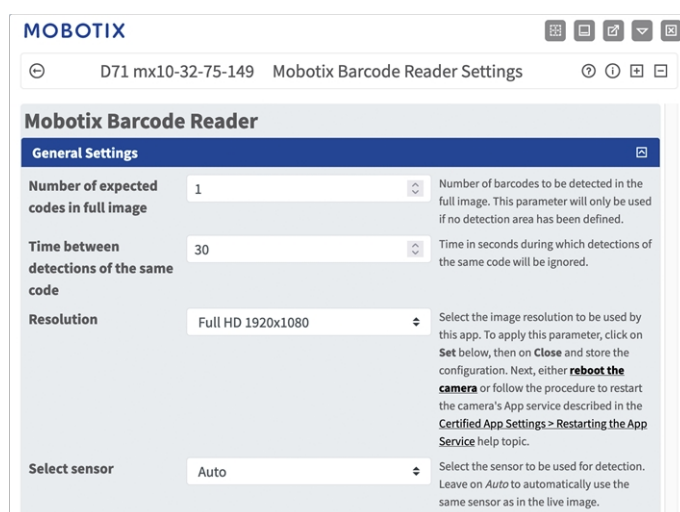 MOBOTIX
D71 mx10-32-75-149 Mobotix Barcode Reader Settings
Mobotix Barcode Reader
General Settings
Number of expected
codes in full image
1
Number of barcodes to be detected in the
full image. This parameter will only be used
if no detection area has been defined.
Time between
detections of the same
code
30
Time in seconds during which detections of
the same code will be ignored.
Resolution
Full HD 1920x1080
Select the image resolution to be used by
this app. To apply this parameter, click on
Set below, then on Close and store the
configuration. Next, either reboot the
camera or follow the procedure to restart
the camera's App service described in the
Certified App Settings > Restarting the App
Service help topic.
Select sensor
Auto
Select the sensor to be used for detection.
Leave on Auto to automatically use the
same sensor as in the live image.